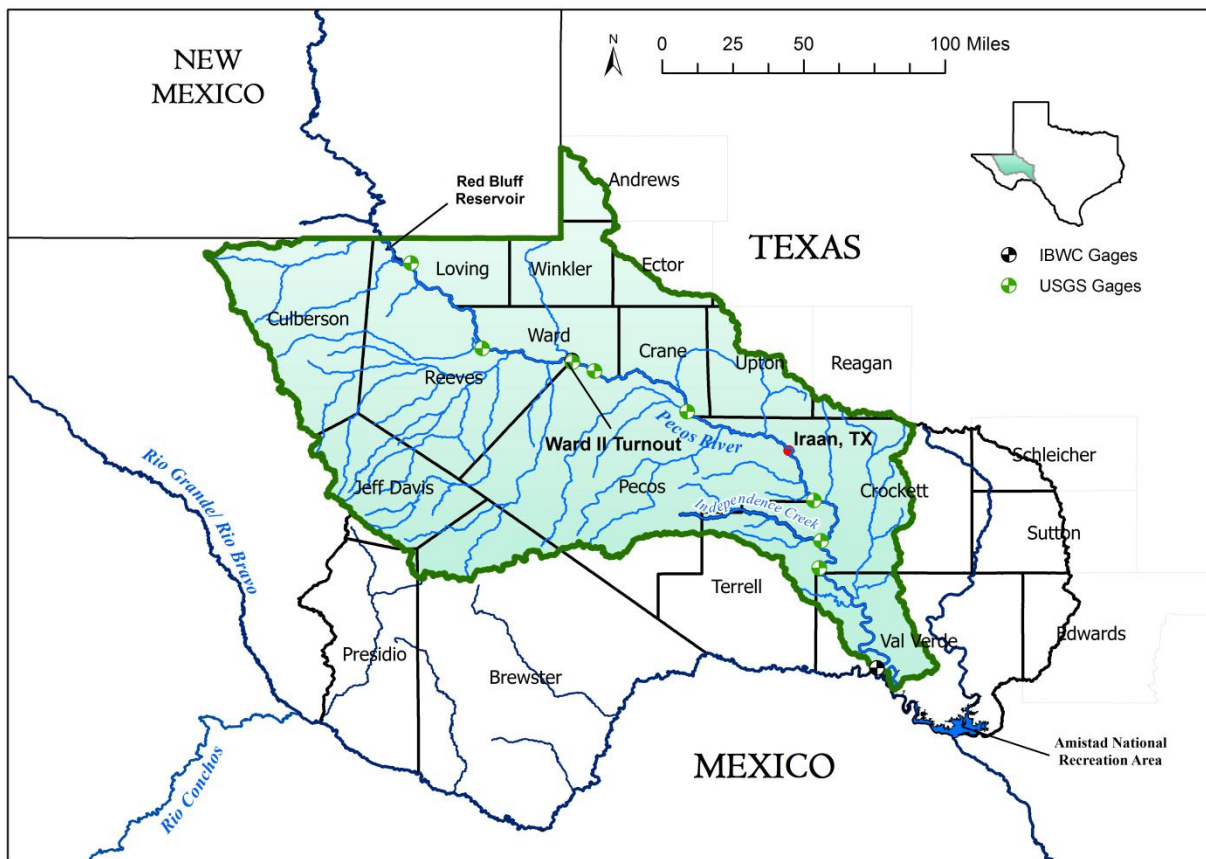 NEW
MEXICO
N
0 25 50 100 Miles
Red Bluff
Reservoir
Andrews
TEXAS
IBWC Gages
USGS Gages
Loving
Winkler
Ector
Culberson
Ward
Crane
Upton
Reagan
Reeves
Ward II Turnout
Pecos River
Iraan, TX
Schleicher
Rio Grande/ Rio Bravo
Jeff Davis
Pecos
Crockett
Independence Creek
Sutton
Terrell
Presidio
Brewster
Val Verde
Edwards
Rio Conchos
MEXICO
Amistad National
Recreation Area